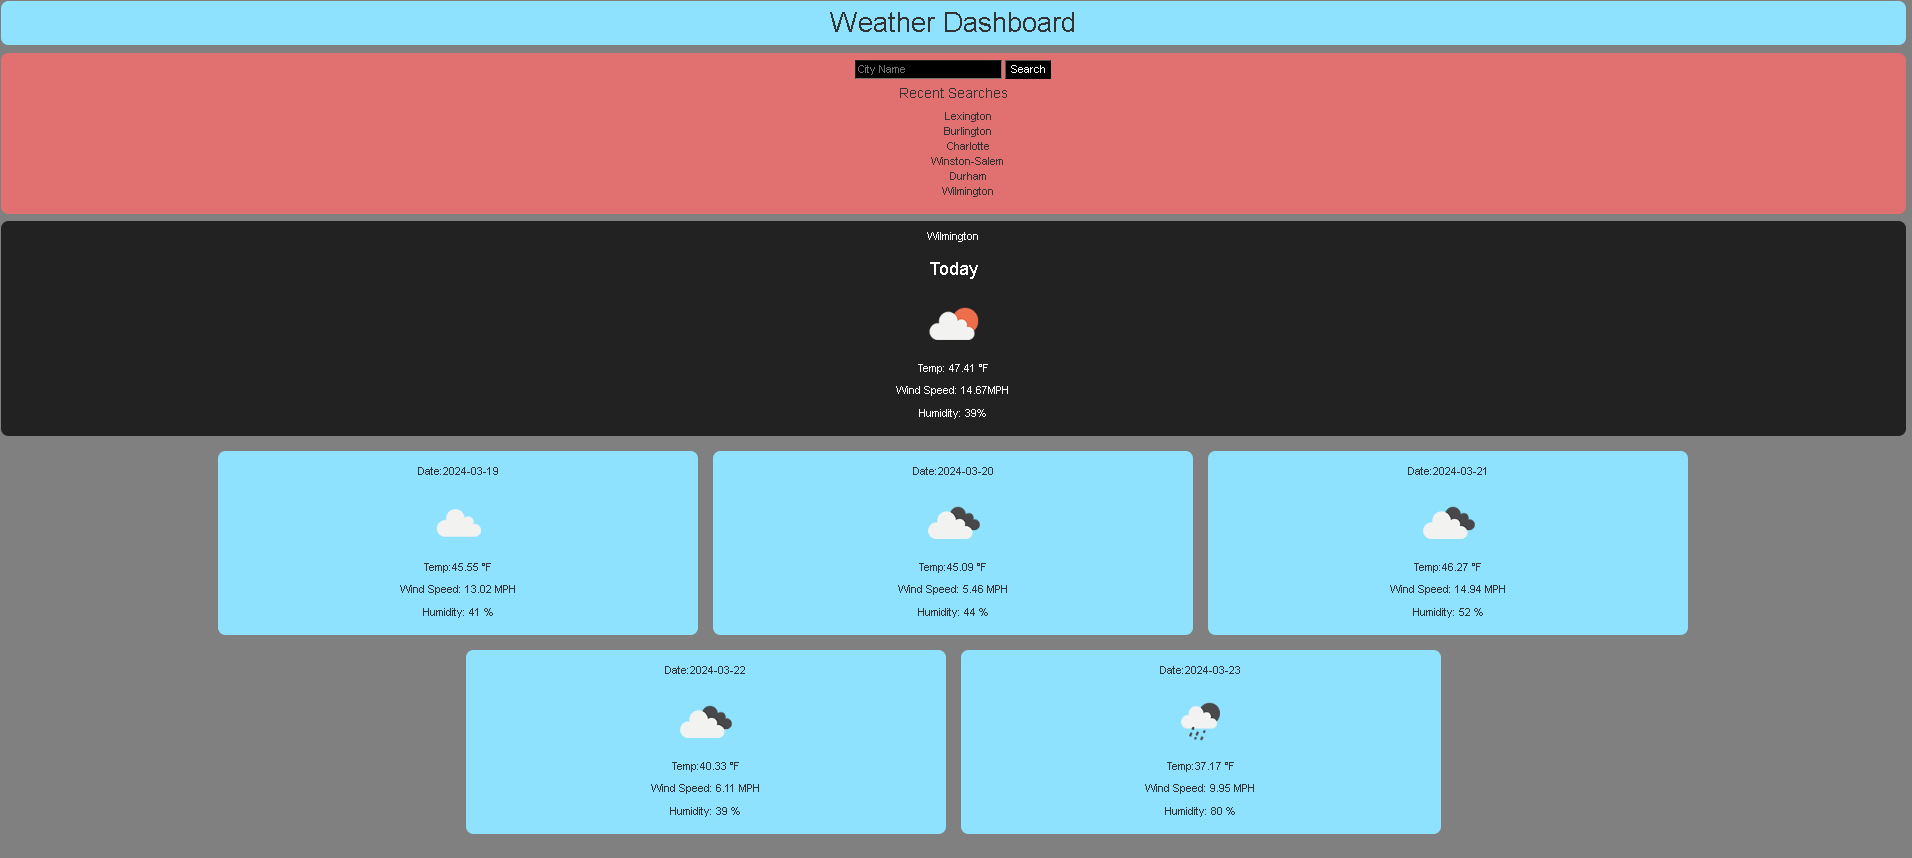 Weather Dashboard
City Name Search
Recent Searches
Lexington
Burlington
Charlotte
Winston-Salem
Durham
Wilmington
Wilmington
Today
Temp: 47.41 °F
Wind Speed: 14.67MPH
Humidity: 39%
Date:2024-03-19
Temp:45.55 °F
Wind Speed: 13.02 MPH
Humidity: 41 %
Date:2024-03-20
Temp:45.09 °F
Wind Speed: 5.46 MPH
Humidity: 44 %
Date:2024-03-21
Temp:46.27 °F
Wind Speed: 14.94 MPH
Humidity: 52 %
Date:2024-03-22
Temp:40.33 °F
Wind Speed: 6.11 MPH
Humidity: 39 %
Date:2024-03-23
Temp:37.17 °F
Wind Speed: 9.95 MPH
Humidity: 80 %